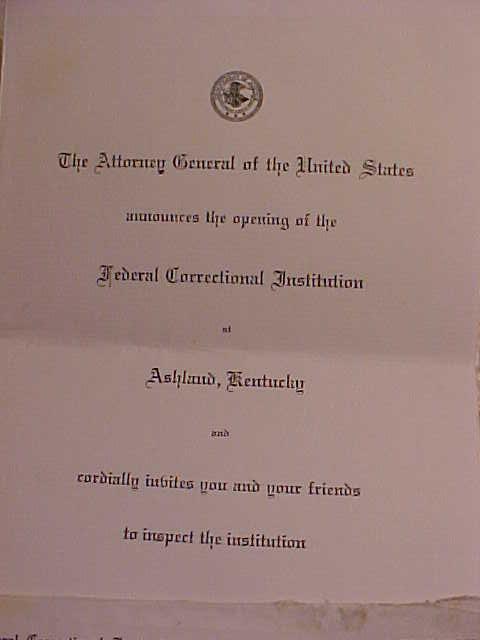 The Attorney General of the United States
announces the opening of the
Federal Correctional Institution
at
Ashland, Kentucky
and
cordially invites you and your friends
to inspect the institution